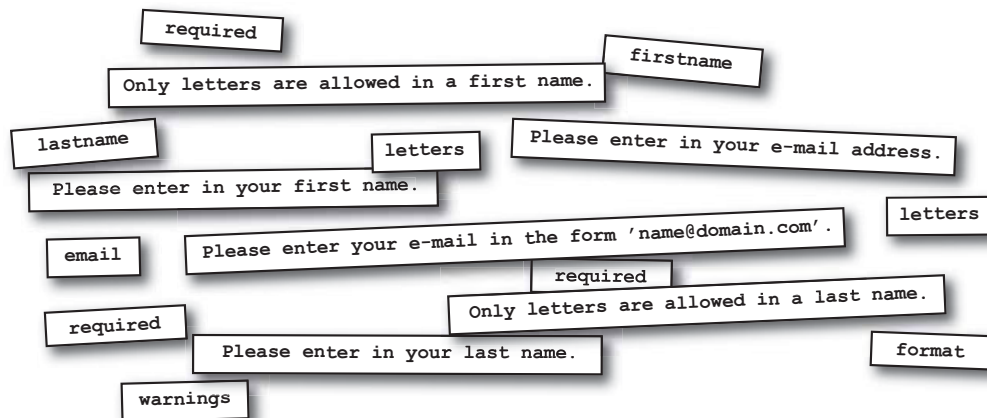 required
firstname
Only letters are allowed in a first name.
lastname
letters
Please enter in your e-mail address.
Please enter in your first name.
letters
Please enter your e-mail in the form 'name@domain.com'.
email
required
Only letters are allowed in a last name.
required
Please enter in your last name.
format
warnings